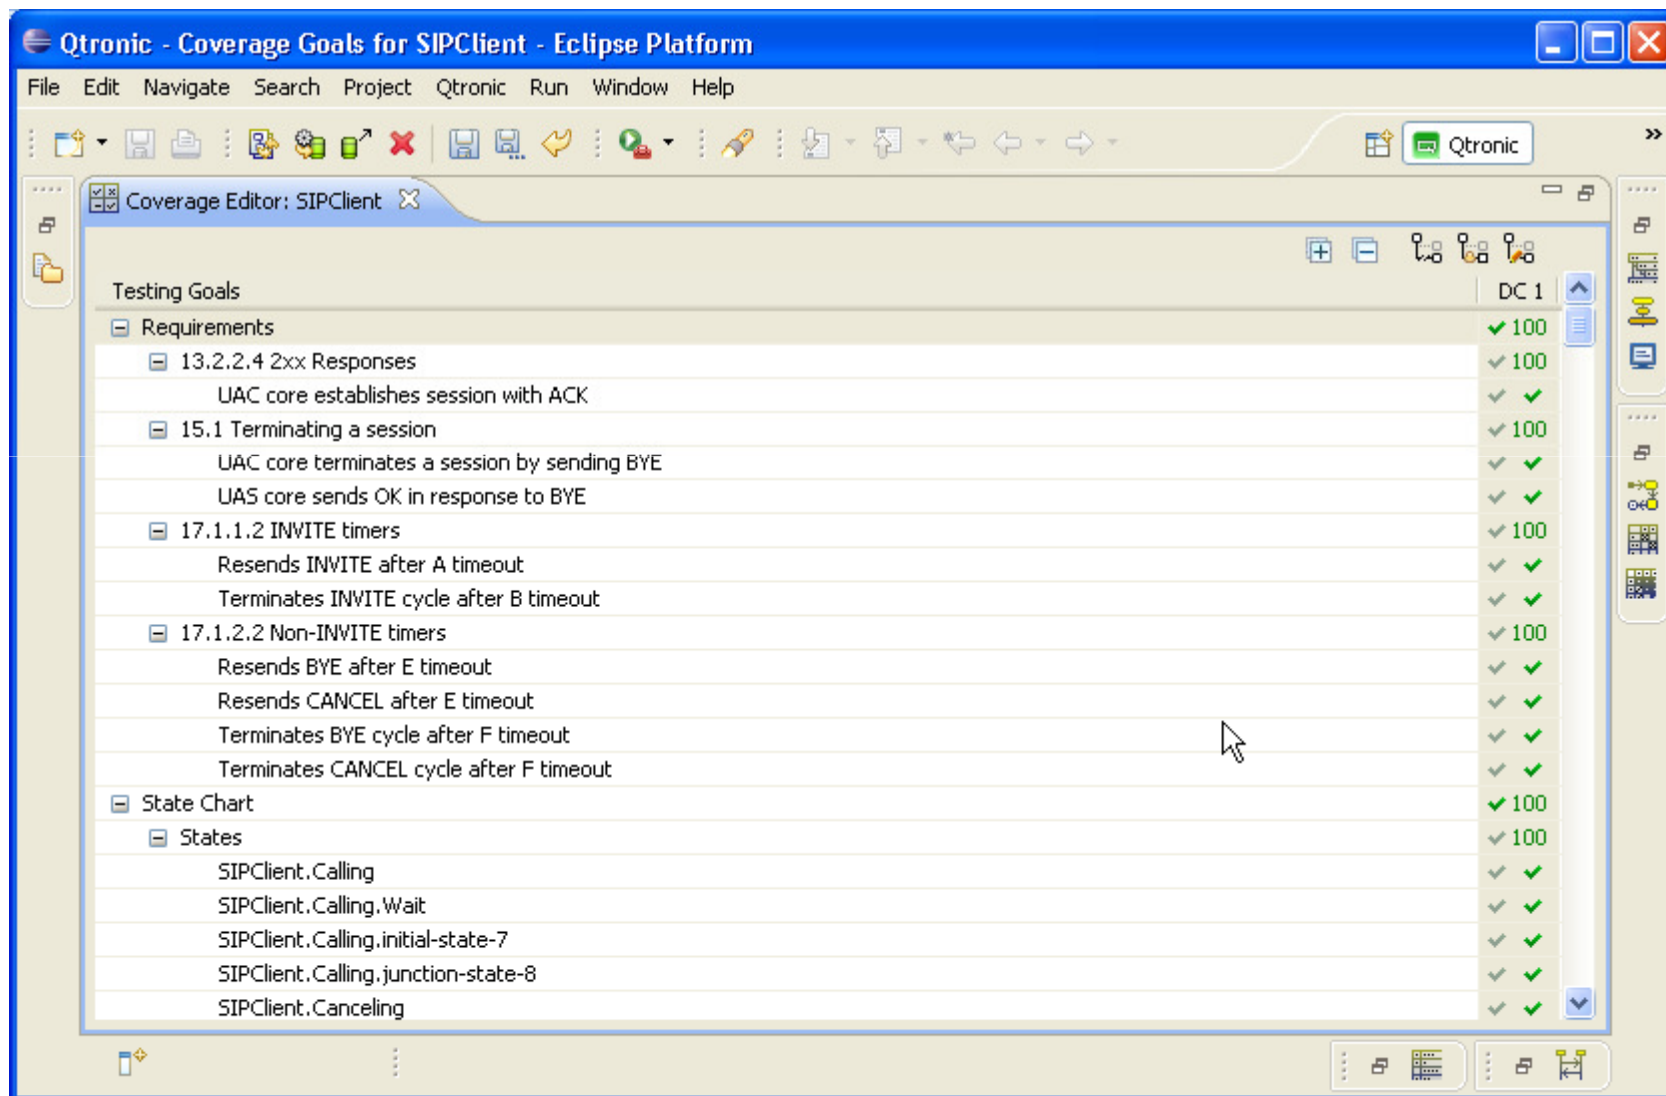 Qtronic - Coverage Goals for SIPClient - Eclipse Platform
File Edit Navigate Search Project Qtronic Run Window Help
Qtronic »
Coverage Editor: SIPClient
Testing Goals DC 1
Requirements 100
13.2.2.4 2xx Responses 100
UAC core establishes session with ACK
15.1 Terminating a session 100
UAC core terminates a session by sending BYE
UAS core sends OK in response to BYE
17.1.1.2 INVITE timers 100
Resends INVITE after A timeout
Terminates INVITE cycle after B timeout
17.1.2.2 Non-INVITE timers 100
Resends BYE after E timeout
Resends CANCEL after E timeout
Terminates BYE cycle after F timeout
Terminates CANCEL cycle after F timeout
State Chart 100
States 100
SIPClient.Calling
SIPClient.Calling.Wait
SIPClient.Calling.initial-state-7
SIPClient.Calling.junction-state-8
SIPClient.Canceling